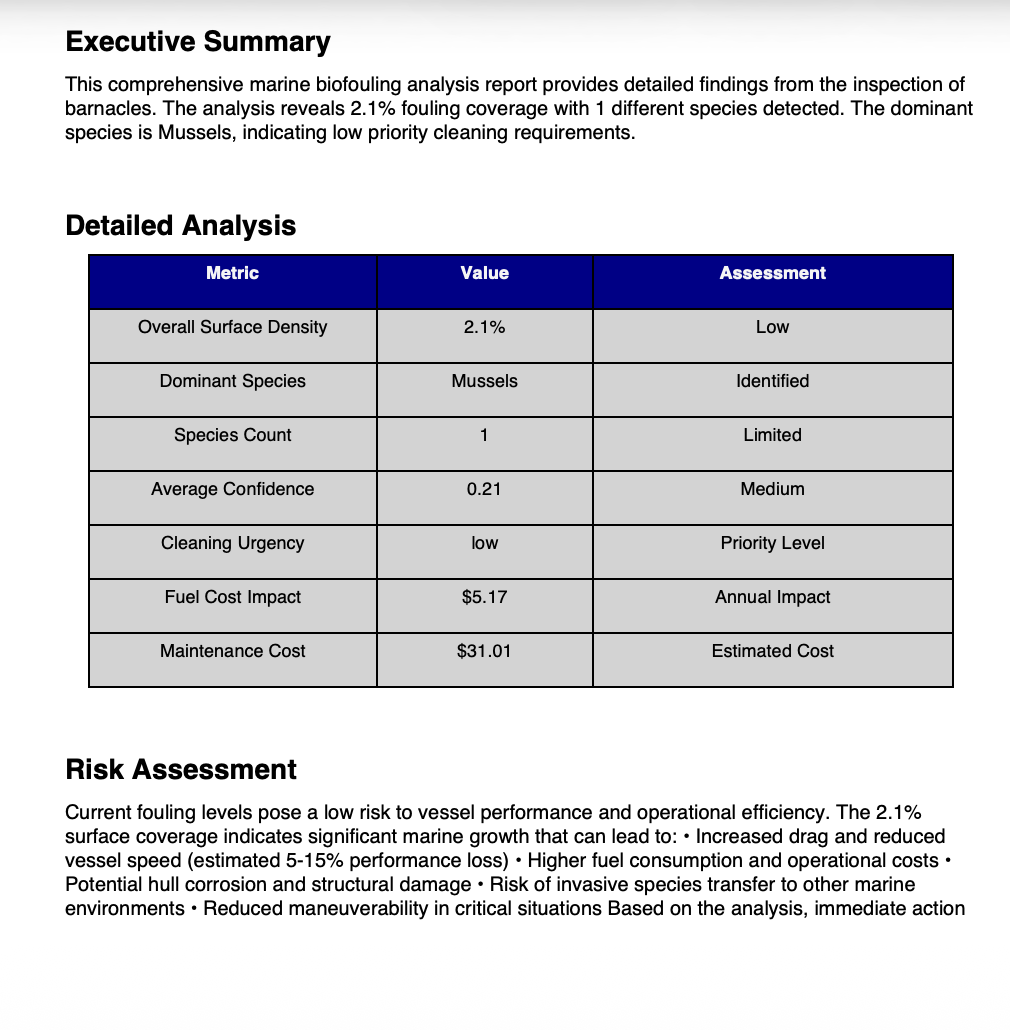 Executive Summary
This comprehensive marine biofouling analysis report provides detailed findings from the inspection of
barnacles. The analysis reveals 2.1% fouling coverage with 1 different species detected. The dominant
species is Mussels, indicating low priority cleaning requirements.
Detailed Analysis
Metric Value Assessment
Overall Surface Density 2.1% Low
Dominant Species Mussels Identified
Species Count 1 Limited
Average Confidence 0.21 Medium
Cleaning Urgency low Priority Level
Fuel Cost Impact $5.17 Annual Impact
Maintenance Cost $31.01 Estimated Cost
Risk Assessment
Current fouling levels pose a low risk to vessel performance and operational efficiency. The 2.1%
surface coverage indicates significant marine growth that can lead to: • Increased drag and reduced
vessel speed (estimated 5-15% performance loss) • Higher fuel consumption and operational costs •
Potential hull corrosion and structural damage • Risk of invasive species transfer to other marine
environments • Reduced maneuverability in critical situations Based on the analysis, immediate action